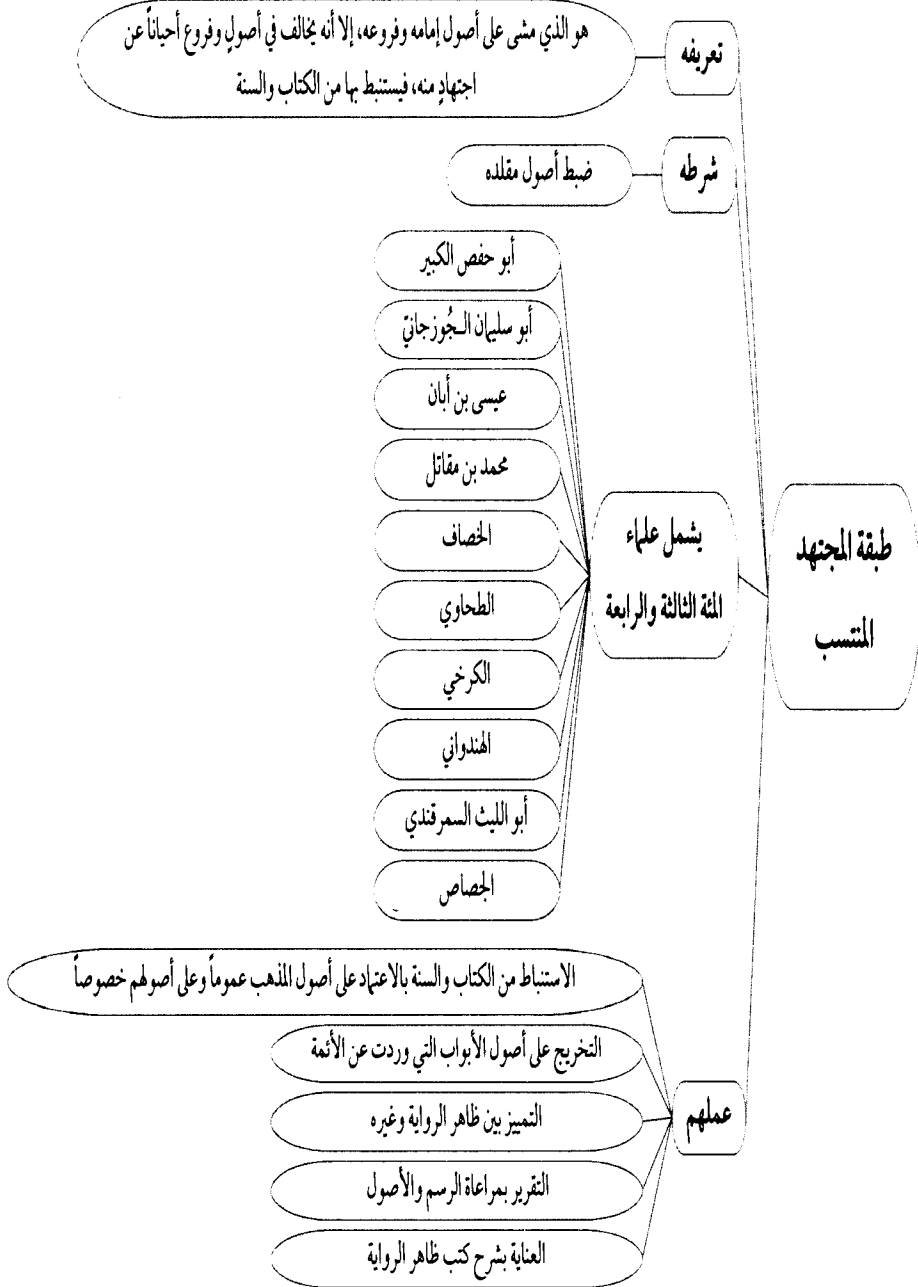 طبقة المجتهد
المنتسب
تعريفه
هو الذي مشى على أصول إمامه وفروعه، إلا أنه يخالف في أصولٍ وفروع أحياناً عن
اجتهادٍ منه، فيستنبط بها من الكتاب والسنة
شرطه
ضبط أصول مقلده
يشمل علماء
المئة الثالثة والرابعة
أبو حفص الكبير
أبو سليمان الجُوزجانيّ
عيسى بن أبان
محمد بن مقاتل
الخصاف
الطحاوي
الكرخي
الهندواني
أبو الليث السمرقندي
الجصاص
عملهم
الاستنباط من الكتاب والسنة بالاعتماد على أصول المذهب عموماً وعلى أصولهم خصوصاً
التخريج على أصول الأبواب التي وردت عن الأئمة
التمييز بين ظاهر الرواية وغيره
التقرير بمراعاة الرسم والأصول
العناية بشرح كتب ظاهر الرواية